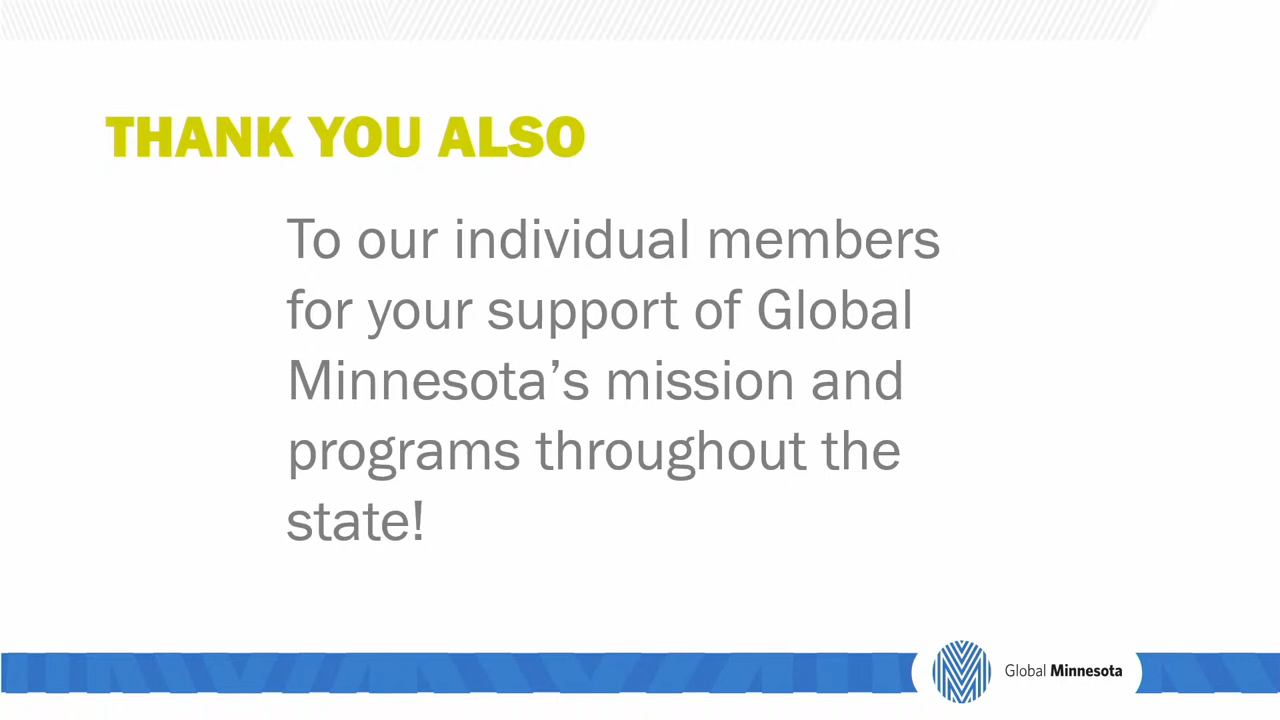 THANK YOU ALSO
To our individual members
for your support of Global
Minnesota’s mission and
programs throughout the
state!
Global Minnesota